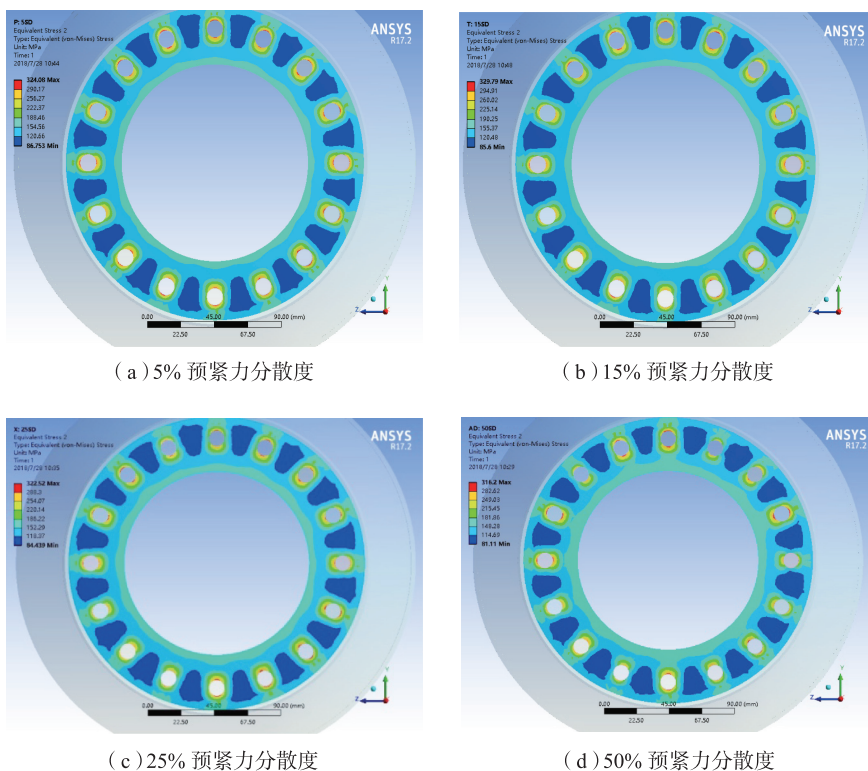 P: 5SD
Equivalent Stress 2
Type: Equivalent (von-Mises) Stress
Unit: MPa
Time: 1
2018/7/28 10:44
324.08 Max
290.17
256.27
222.37
188.46
154.56
120.66
86.753 Min
ANSYS
R17.2
0.00 45.00 90.00 (mm)
22.50 67.50
Y
Z
(a)5% 预紧力分散度
T: 15SD
Equivalent Stress 2
Type: Equivalent (von-Mises) Stress
Unit: MPa
Time: 1
329.79 Max
294.91
260.02
225.14
190.25
155.37
120.48
85.6 Min
ANSYS
R17.2
0.00 45.00 90.00 (mm)
22.50 67.50
Y
Z
(b)15% 预紧力分散度
X: 25SD
Equivalent Stress 2
Type: Equivalent (von-Mises) Stress
Unit: MPa
Time: 1
322.52 Max
288.5
254.07
220.14
186.22
152.29
118.37
84.439 Min
ANSYS
R17.2
0.00 45.00 90.00 (mm)
22.50 67.50
Y
Z
(c)25% 预紧力分散度
AD: 50SD
Equivalent Stress 2
Type: Equivalent (von-Mises) Stress
Unit: MPa
Time: 1
316.2 Max
282.62
249.03
215.45
181.86
148.28
114.69
81.11 Min
ANSYS
R17.2
0.00 45.00 90.00 (mm)
22.50 67.50
Y
Z
(d)50% 预紧力分散度